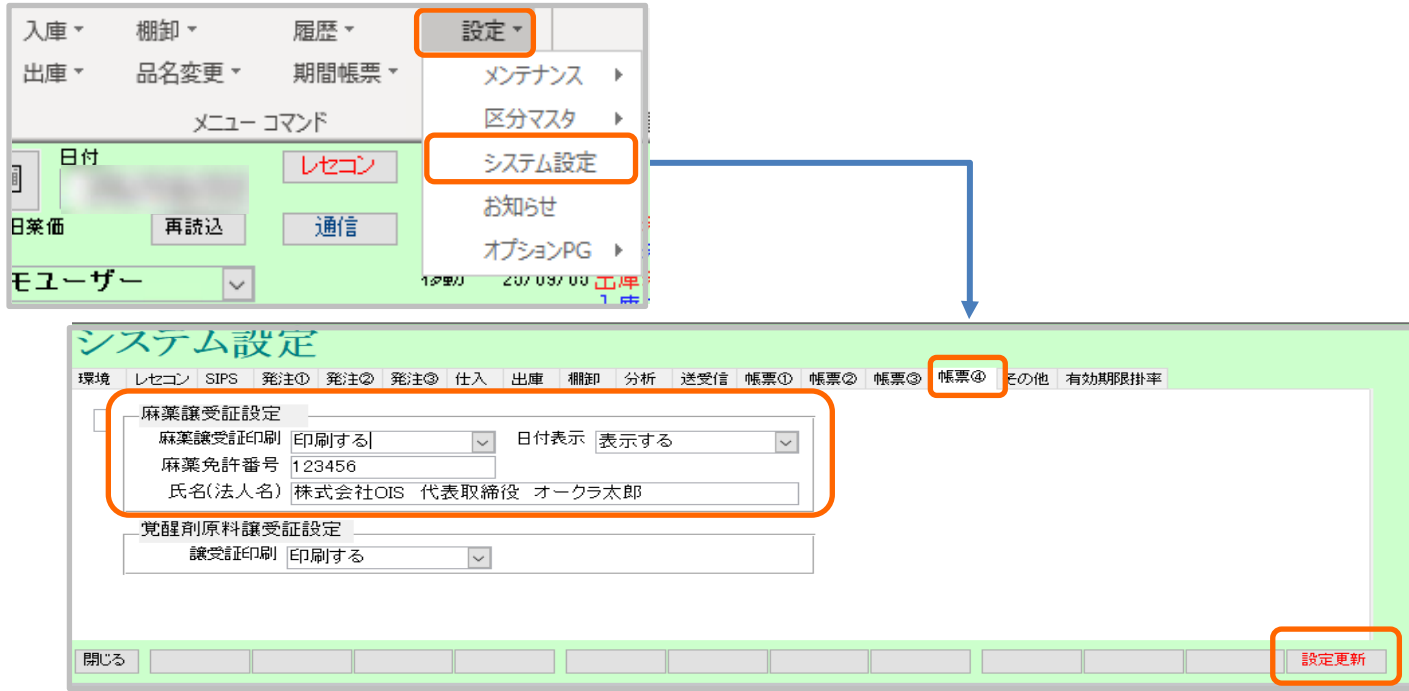 入庫 棚卸 履歴 設定
出庫 品名変更 期間帳票 メンテナンス
メニュー コマンド 区分マスタ
日付 レセコン システム設定
お知らせ
旧薬価 再読込 通信
オプションPG
モユーザー 移動 出庫
入庫
システム設定
環境 レセコン SIPS 発注① 発注② 発注③ 仕入 出庫 棚卸 分析 送受信 帳票① 帳票② 帳票③ 帳票④ その他 有効期限掛率
麻薬譲受証設定
麻薬譲受証印刷 印刷する 日付表示 表示する
麻薬免許番号 123456
氏名(法人名) 株式会社OIS 代表取締役 オークラ太郎
覚醒剤原料譲受証設定
譲受証印刷 印刷する
閉じる 設定更新